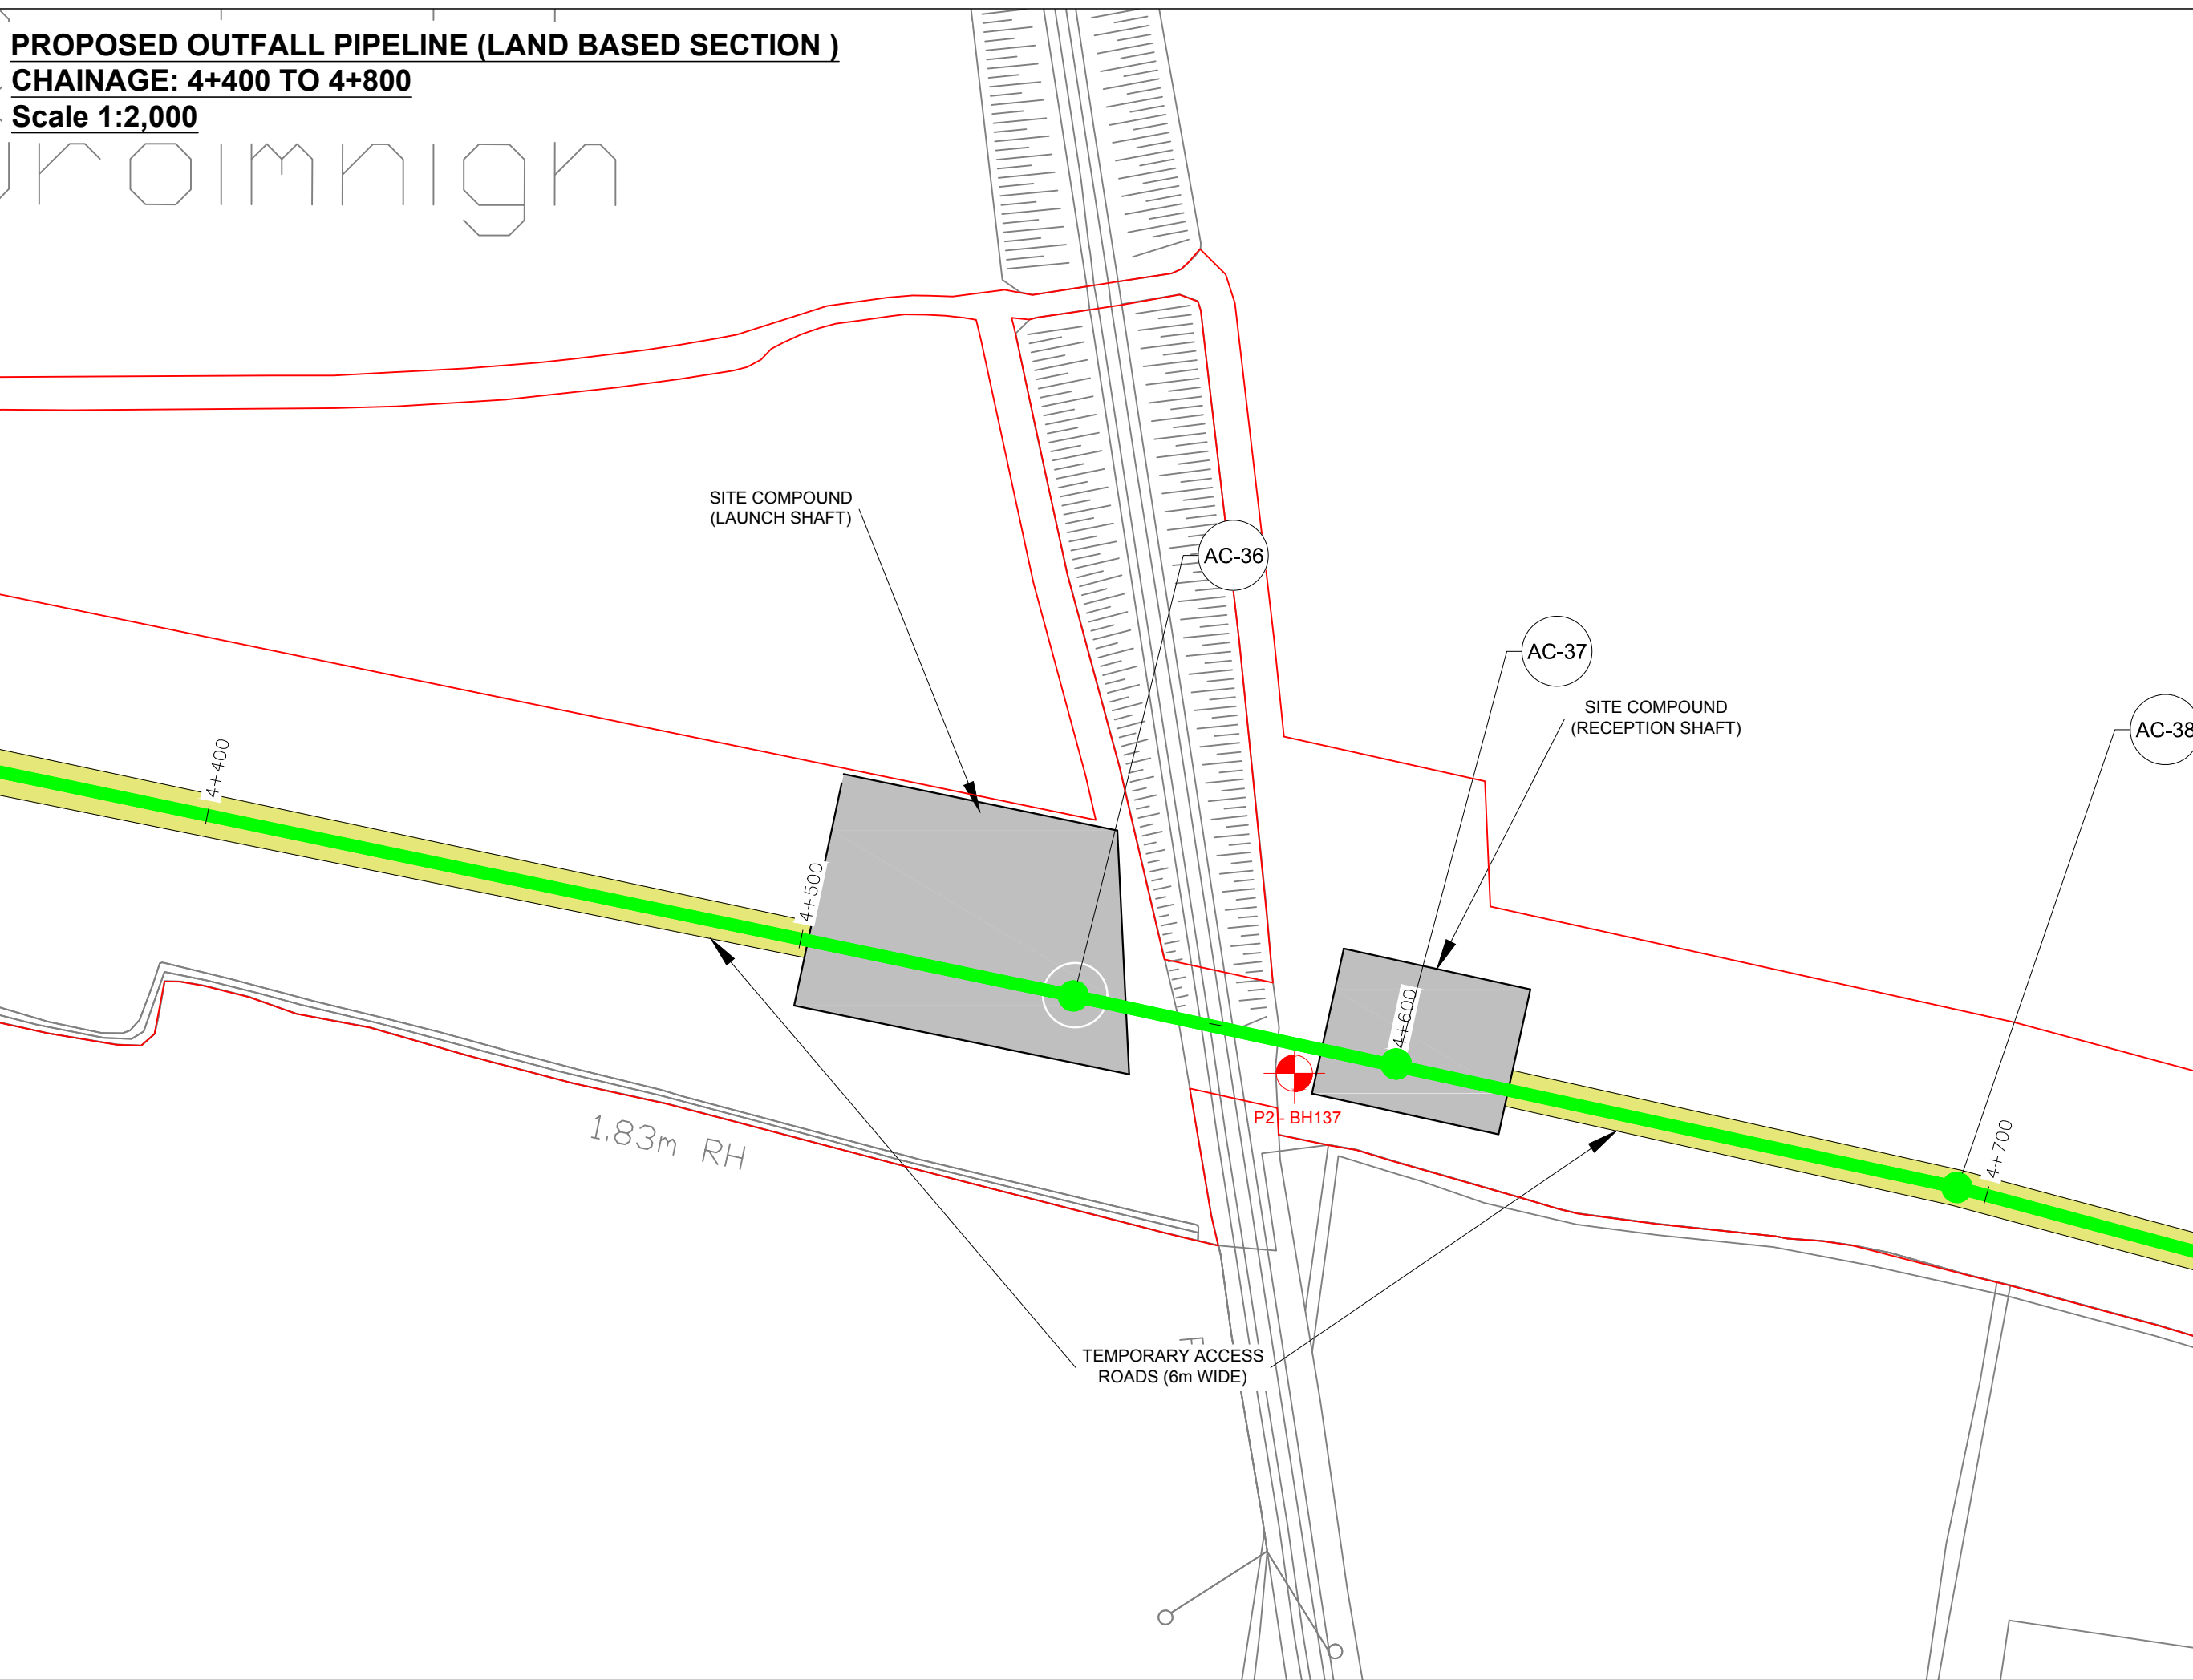 PROPOSED OUTFALL PIPELINE (LAND BASED SECTION )
CHAINAGE: 4+400 TO 4+800
Scale 1:2,000
SITE COMPOUND
(LAUNCH SHAFT)
AC-36
AC-37
SITE COMPOUND
(RECEPTION SHAFT)
AC-38
4+400
4+500
4+600
P2 - BH137
4+700
1.83m RH
TEMPORARY ACCESS
ROADS (6m WIDE)